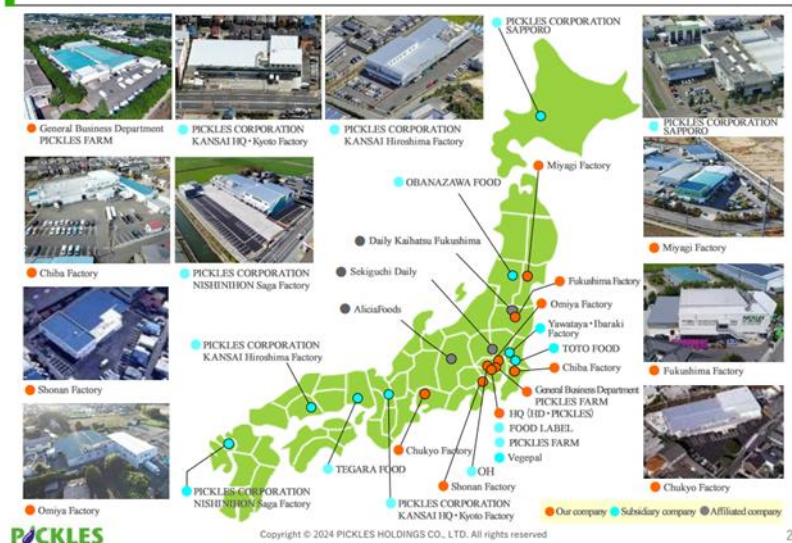 General Business Department
PICKLES FARM
PICKLES CORPORATION
KANSAI HQ・Kyoto Factory
PICKLES CORPORATION
KANSAI Hiroshima Factory
PICKLES CORPORATION
SAPPORO
PICKLES CORPORATION
SAPPORO
Miyagi Factory
OBANAZAWA FOOD
Chiba Factory
PICKLES CORPORATION
NISHINIHON Saga Factory
Daily Kaihatsu Fukushima
Sekiguchi Daily
AliciaFoods
Fukushima Factory
Omiya Factory
Yawataya・Ibaraki
Factory
TOTO FOOD
Chiba Factory
General Business Department
PICKLES FARM
HQ (HD・PICKLES)
FOOD LABEL
PICKLES FARM
Vegepal
OH
Shonan Factory
Chukyo Factory
PICKLES CORPORATION
KANSAI Hiroshima Factory
TEGARA FOOD
PICKLES CORPORATION
NISHINIHON Saga Factory
PICKLES CORPORATION
KANSAI HQ・Kyoto Factory
Shonan Factory
Omiya Factory
Miyagi Factory
Fukushima Factory
Chukyo Factory
Our company
Subsidiary company
Affiliated company
PICKLES
Copyright © 2024 PICKLES HOLDINGS CO., LTD. All rights reserved